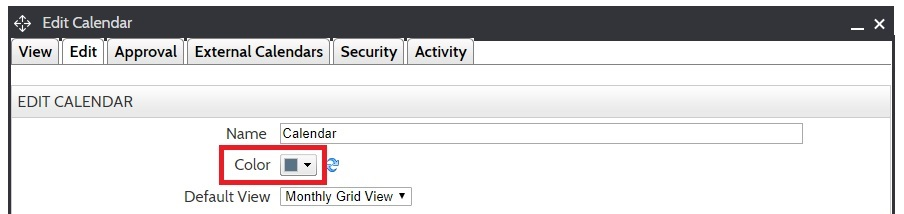 Edit Calendar
View Edit Approval External Calendars Security Activity
EDIT CALENDAR
Name Calendar
Color
Default View Monthly Grid View